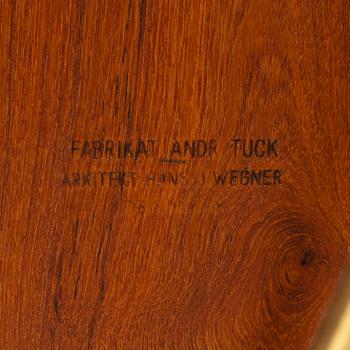 FABRIKAT ANDR TUCK
ARKITEKT HANS J WEGNER